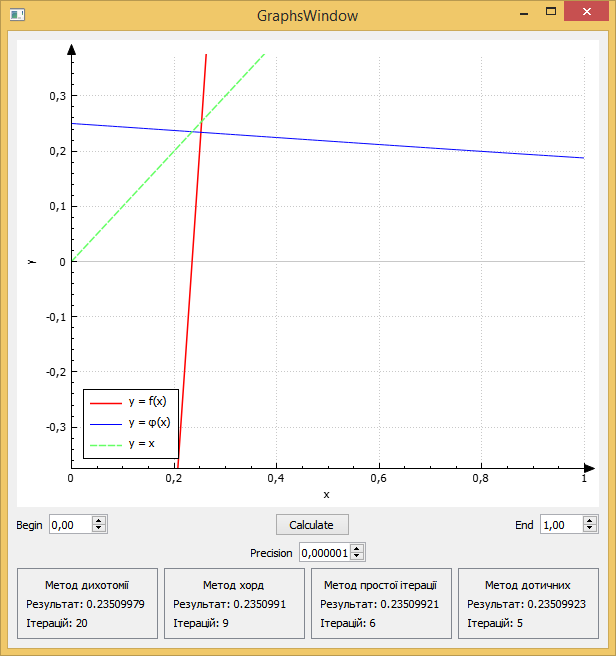 GraphsWindow
0,3
0,2
0,1
0
-0,1
-0,2
-0,3
y
y = f(x)
y = φ(x)
y = x
0 0,2 0,4 0,6 0,8 1
x
Begin 0,00 Calculate End 1,00
Precision 0,000001
Метод дихотомії
Результат: 0.23509979
Ітерацій: 20
Метод хорд
Результат: 0.2350991
Ітерацій: 9
Метод простої ітерації
Результат: 0.23509921
Ітерацій: 6
Метод дотичних
Результат: 0.23509923
Ітерацій: 5